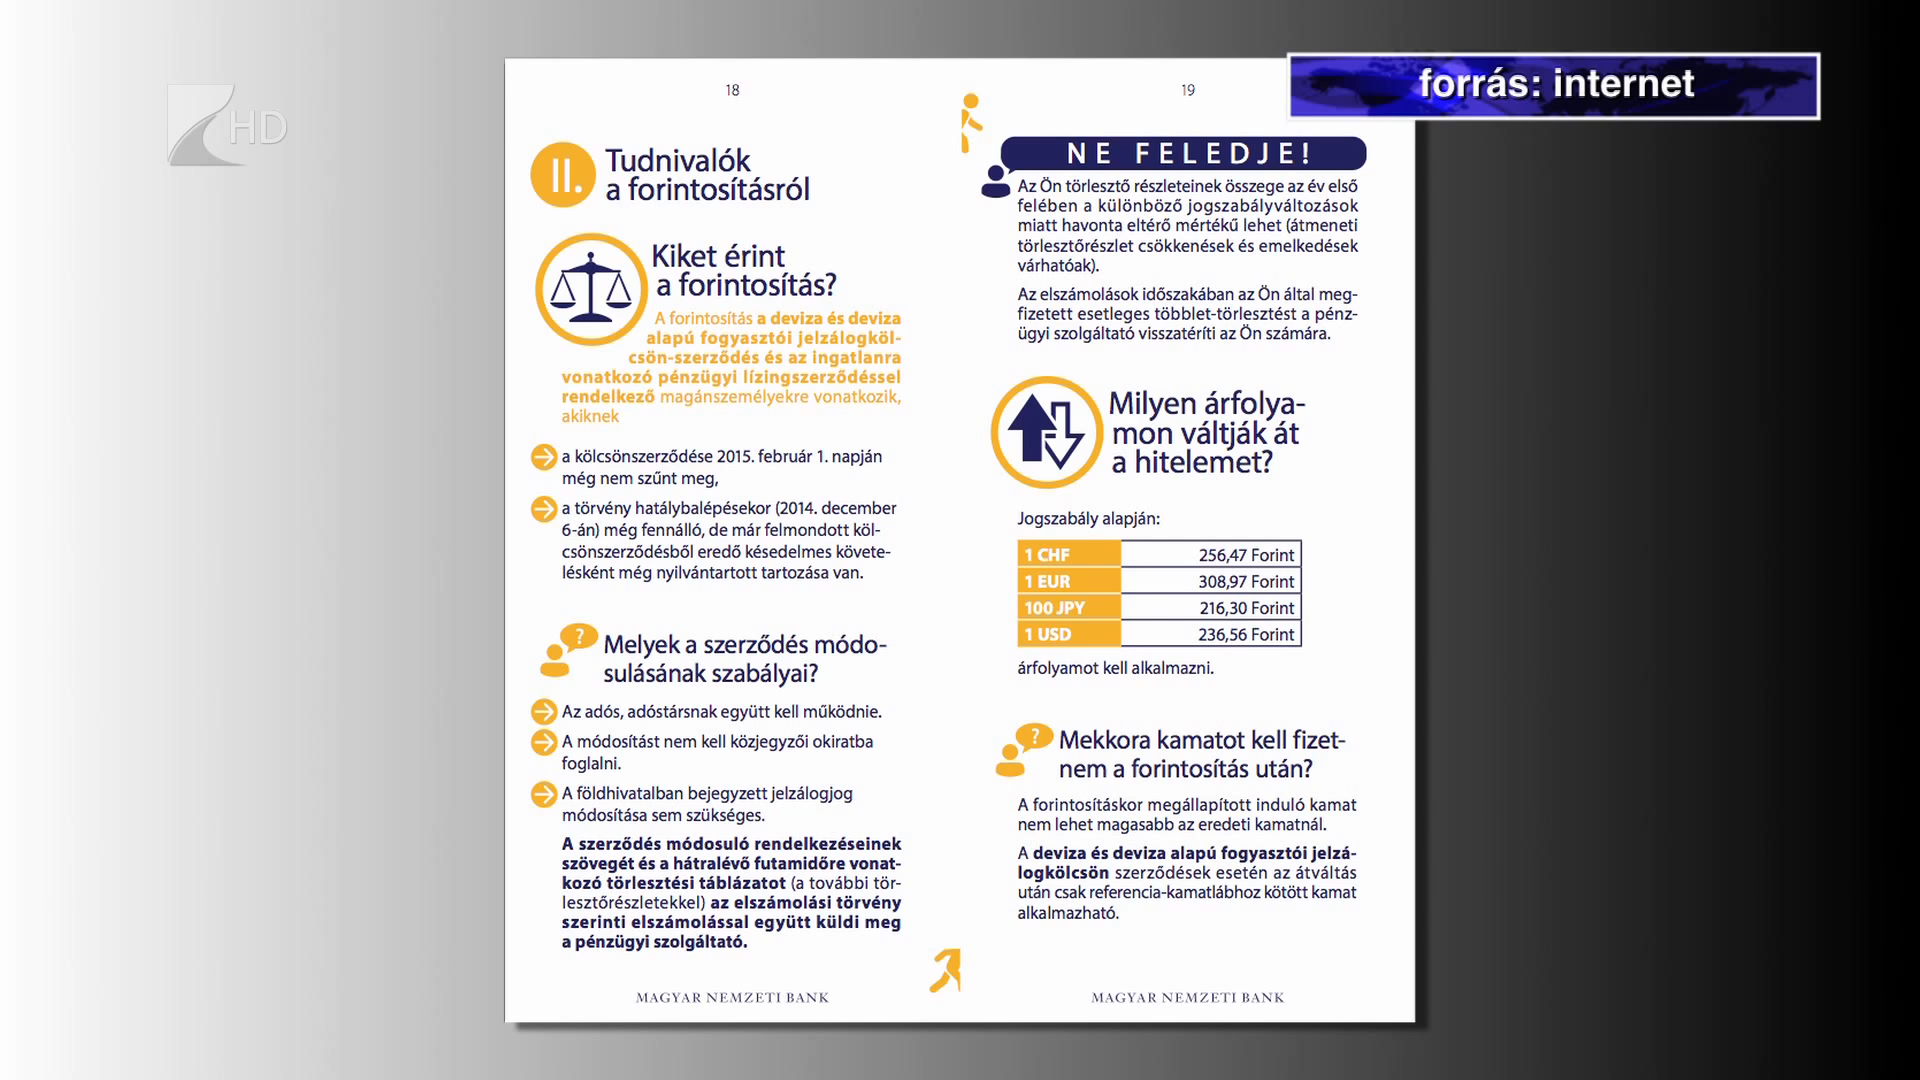 HD
forrás: internet
18
II.
Tudnivalók
a forintosításról
Kiket érint
a forintosítás?
A forintosítás a deviza és deviza
alapú fogyasztói jelzálogköl-
csön-szerződés és az ingatlanra
vonatkozó pénzügyi lízingszerződéssel
rendelkező magánszemélyekre vonatkozik,
akiknek
a kölcsönszerződése 2015. február 1. napján
még nem szűnt meg,
a törvény hatálybalépésekor (2014. december
6-án) még fennálló, de már felmondott köl-
csönszerződésből eredő késedelmes követe-
lésként még nyilvántartott tartozása van.
?
Melyek a szerződés módo-
sulásának szabályai?
Az adós, adóstársnak együtt kell működnie.
A módosítást nem kell közjegyzői okiratba
foglalni.
A földhivatalban bejegyzett jelzálogjog
módosítása sem szükséges.
A szerződés módosuló rendelkezéseinek
szövegét és a hátralévő futamidőre vonat-
kozó törlesztési táblázatot (a további tör-
lesztőrészletekkel) az elszámolási törvény
szerinti elszámolással együtt küldi meg
a pénzügyi szolgáltató.
MAGYAR NEMZETI BANK
19
NE FELEDJE!
Az Ön törlesztő részleteinek összege az év első
felében a különböző jogszabályváltozások
miatt havonta eltérő mértékű lehet (átmeneti
törlesztőrészlet csökkenések és emelkedések
várhatóak).
Az elszámolások időszakában az Ön által meg-
fizetett esetleges többlet-törlesztést a pénz-
ügyi szolgáltató visszatéríti az Ön számára.
Milyen árfolya-
mon váltják át
a hitelemet?
Jogszabály alapján:
1 CHF 256,47 Forint
1 EUR 308,97 Forint
100 JPY 216,30 Forint
1 USD 236,56 Forint
árfolyamot kell alkalmazni.
?
Mekkora kamatot kell fizet-
nem a forintosítás után?
A forintosításkor megállapított induló kamat
nem lehet magasabb az eredeti kamatnál.
A deviza és deviza alapú fogyasztói jelzá-
logkölcsön szerződések esetén az átváltás
után csak referencia-kamatlábhoz kötött kamat
alkalmazható.
MAGYAR NEMZETI BANK